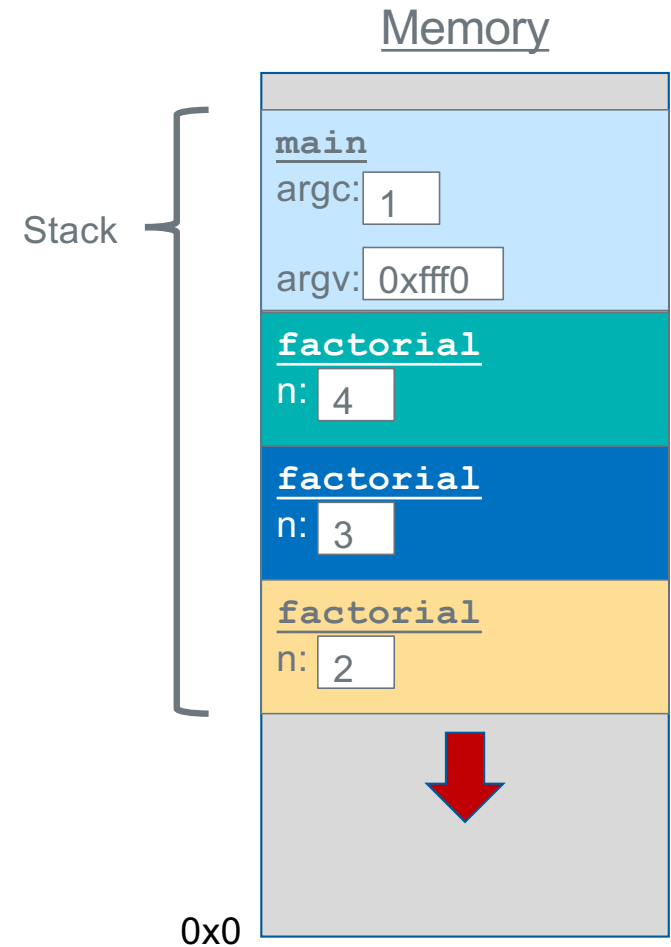 Memory
Stack
main
argc: 1
argv: 0xfff0
factorial
n: 4
factorial
n: 3
factorial
n: 2
0x0